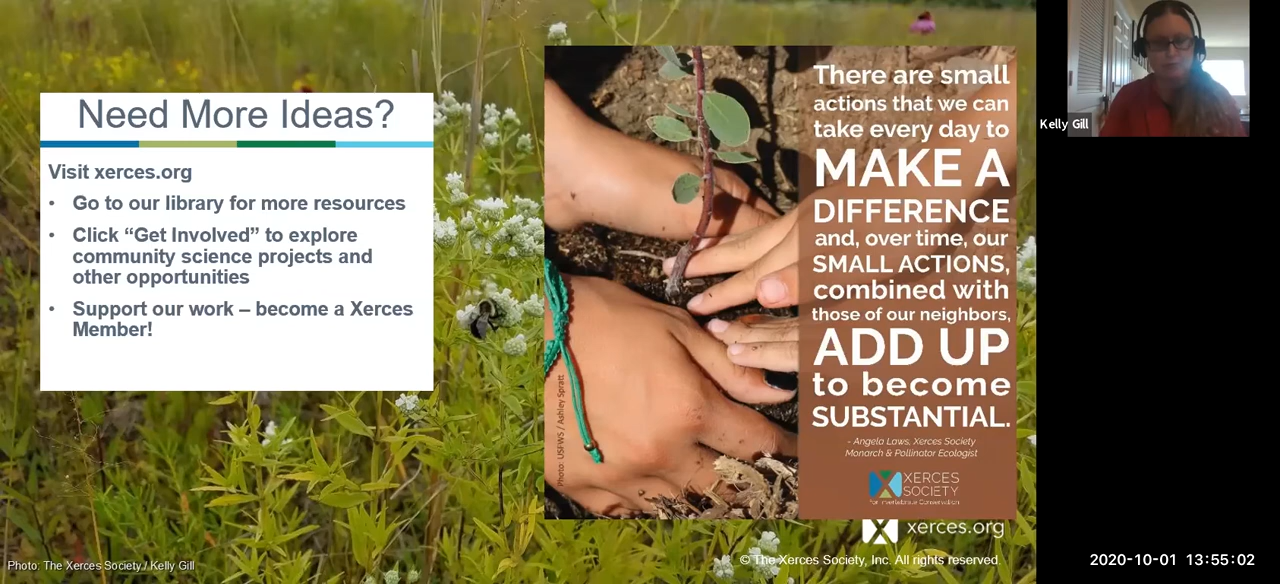 Need More Ideas?
Visit xerces.org
• Go to our library for more resources
• Click “Get Involved” to explore
community science projects and
other opportunities
• Support our work – become a Xerces
Member!
There are small
actions that we can
take every day to
MAKE A
DIFFERENCE
and, over time, our
SMALL ACTIONS,
combined with
those of our neighbors,
ADD UP
to become
SUBSTANTIAL.
- Angela Laws, Xerces Society
Monarch & Pollinator Ecologist
XERCES
SOCIETY
For Invertebrate Conservation
Photo: USFWS / Ashley Spratt
xerces.org
© The Xerces Society, Inc. All rights reserved.
Photo: The Xerces Society / Kelly Gill
Kelly Gill
2020-10-01 13:55:02